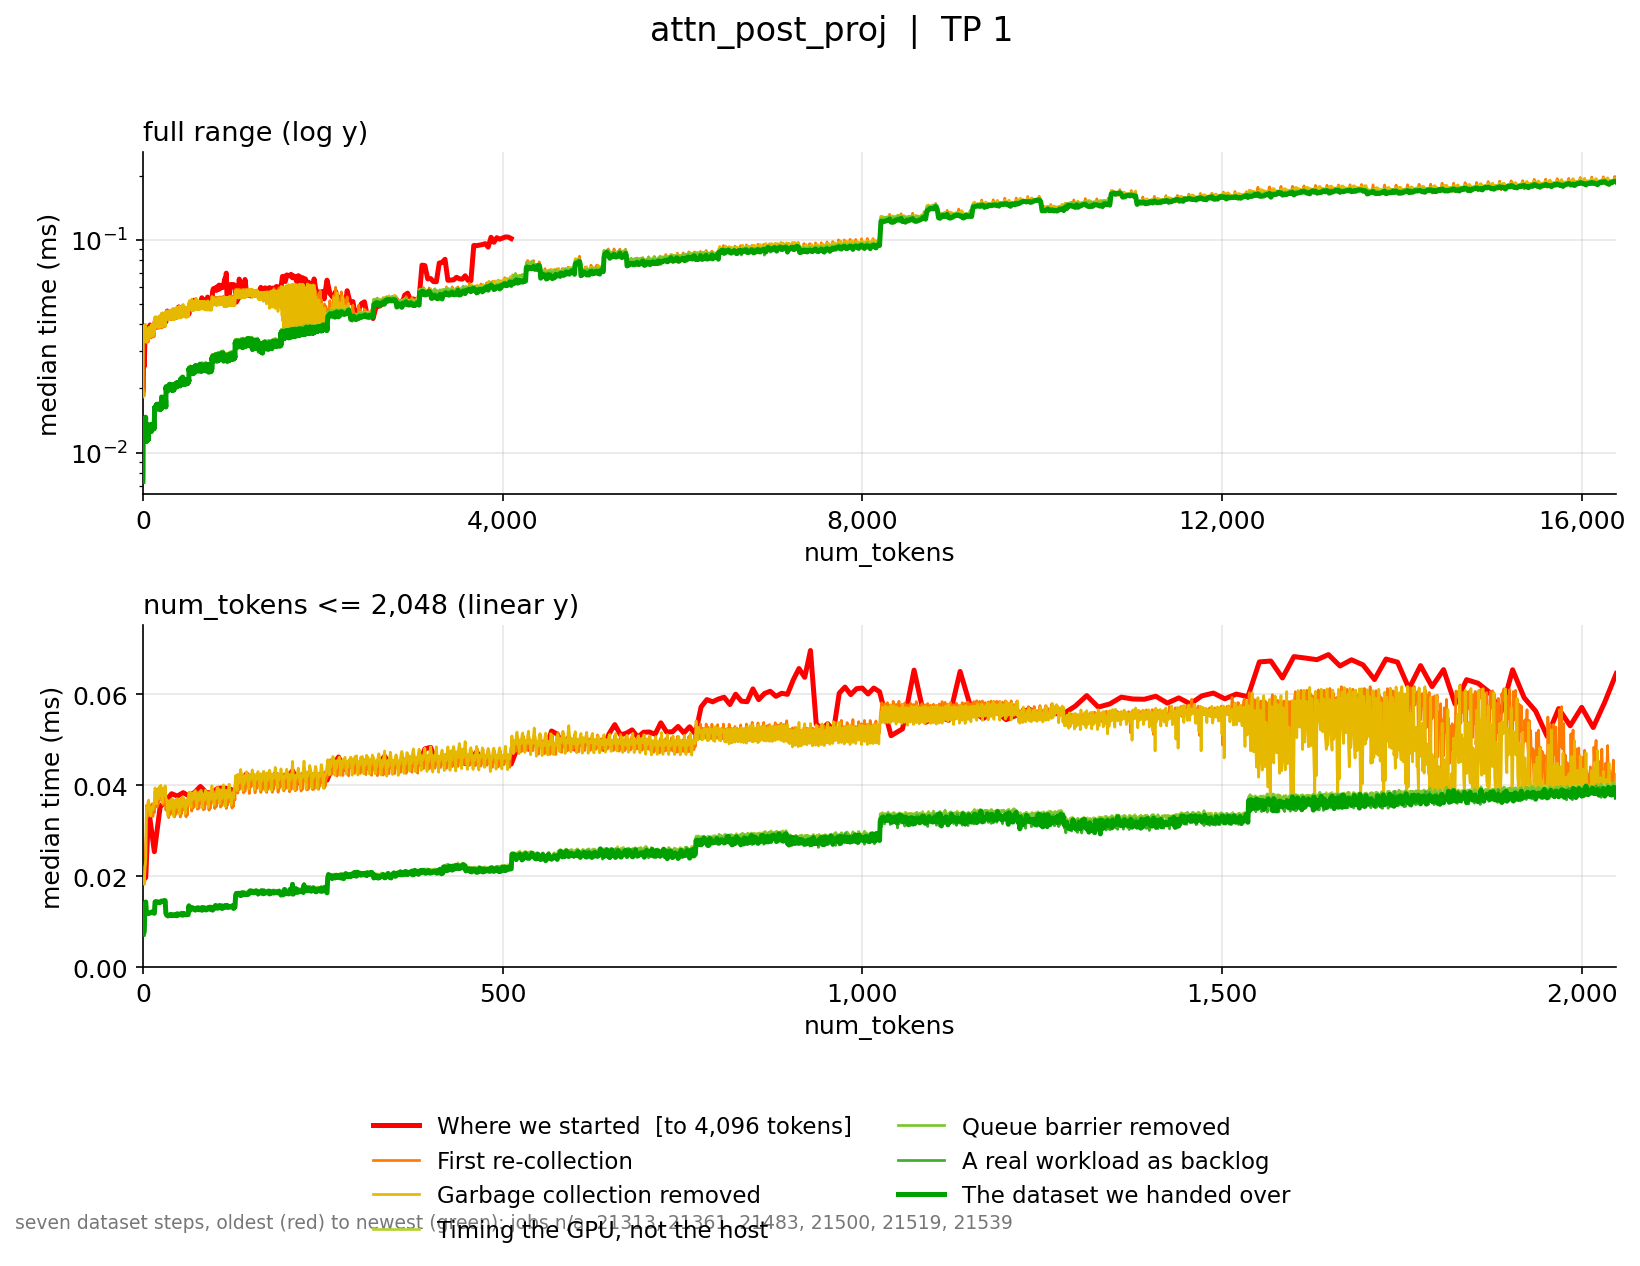 attn_post_proj | TP 1
full range (log y)
median time (ms)
10⁻¹
10⁻²
0 4,000 8,000 12,000 16,000
num_tokens
num_tokens <= 2,048 (linear y)
median time (ms)
0.06
0.04
0.02
0.00
0 500 1,000 1,500 2,000
num_tokens
Where we started [to 4,096 tokens]
First re-collection
Garbage collection removed
Timing the GPU, not the host
Queue barrier removed
A real workload as backlog
The dataset we handed over
seven dataset steps, oldest (red) to newest (green); jobs n/a, 21313, 21361, 21483, 21500, 21519, 21539